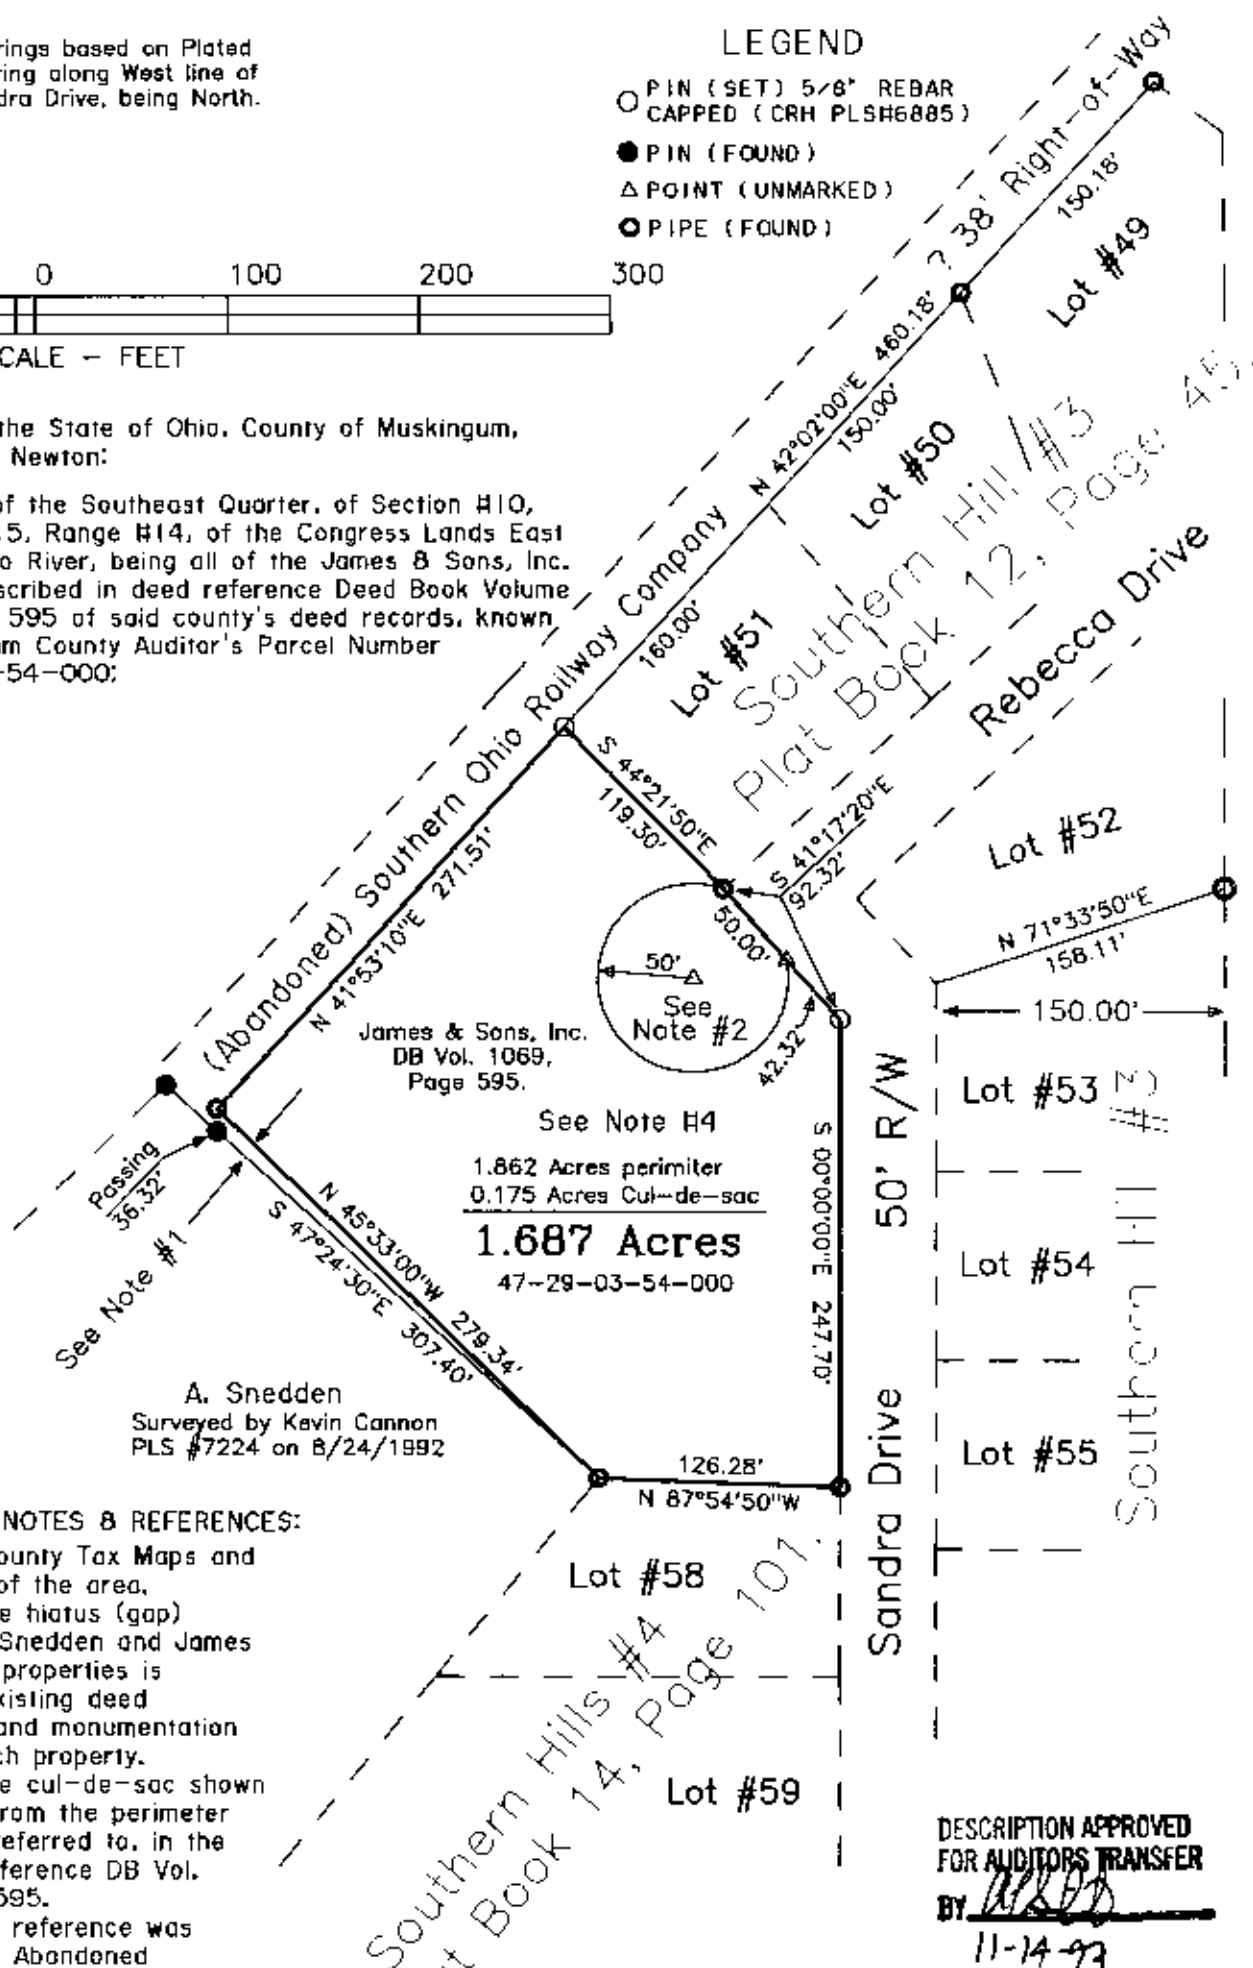 rings based on Plated
ring along West line of
dra Drive, being North.
LEGEND
PIN (SET) 5/8" REBAR
CAPPED (CRH PLS#6885)
PIN (FOUND)
POINT (UNMARKED)
PIPE (FOUND)
0 100 200 300
CALE - FEET
the State of Ohio, County of Muskingum,
Newton:
of the Southeast Quarter, of Section #10,
.5, Range #14, of the Congress Lands East
o River, being all of the James & Sons, Inc.
scribed in deed reference Deed Book Volume
595 of said county's deed records, known
m County Auditor's Parcel Number
-54-000;
(Abandoned) Southern Ohio Railway Company ? 38' Right-of-Way
N 42°02'00"E 460.18'
150.18'
150.00'
160.00'
Lot #49
Lot #50
Lot #51
Southern Hill #3
Plat Book 12, Page 45.
Rebecca Drive
Lot #52
N 71°33'50"E
158.11'
150.00'
S 44°21'50"E
119.30'
S 41°17'20"E
92.32'
50.00'
42.32'
50'
See
Note #2
N 41°53'10"E 271.51'
James & Sons, Inc.
DB Vol. 1069,
Page 595.
See Note #4
1.862 Acres perimiter
0.175 Acres Cul-de-sac
1.687 Acres
47-29-03-54-000
S 00°00'00"E 247.70'
50' R/W
Sandra Drive
Lot #53
Lot #54
Lot #55
Southern Hill #3
Passing
36.32'
See Note #1
N 45°33'00"W 279.34'
S 47°24'30"E 307.40'
A. Snedden
Surveyed by Kevin Cannon
PLS #7224 on 8/24/1992
126.28'
N 87°54'50"W
Lot #58
Lot #59
Southern Hills #4
t Book 14, Page 101.
NOTES & REFERENCES:
ounty Tax Maps and
of the area,
e hiatus (gap)
Snedden and James
properties is
xisting deed
and monumentation
ch property.
e cul-de-sac shown
rom the perimeter
eferred to, in the
ference DB Vol.
595.
reference was
Abandoned
DESCRIPTION APPROVED
FOR AUDITORS TRANSFER
BY
11-14-93